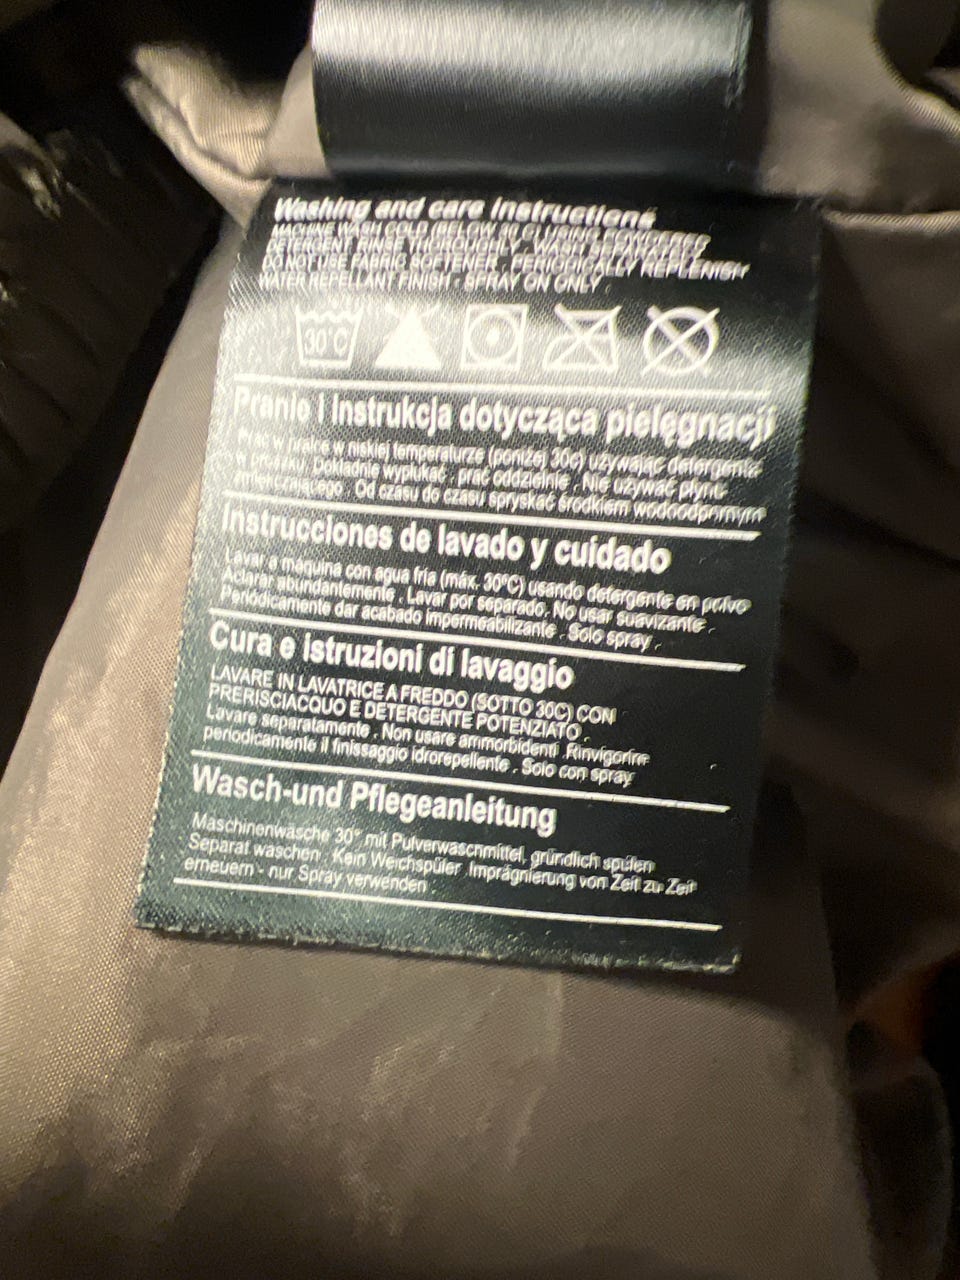 Washing and care Instructions
MACHINE WASH COLD (BELOW 30 C) USING POWDERED
DETERGENT RINSE THOROUGHLY . WASH SEPARATELY
DO NOT USE FABRIC SOFTENER . PERIODICALLY REPLENISH
WATER REPELLANT FINISH - SPRAY ON ONLY .
30°C
Pranie I Instrukcja dotycząca pielęgnacji
Prać w pralce w niskiej temperaturze (poniżej 30c) używając detergentu
w proszku. Dokładnie wypłukać . prać oddzielnie . Nie używać płynu
zmiękczającego . Od czasu do czasu spryskać środkiem wodoodpornym
Instrucciones de lavado y cuidado
Lavar a máquina con agua fría (máx. 30ºC) usando detergente en polvo
Aclarar abundantemente . Lavar por separado. No usar suavizante .
Periódicamente dar acabado impermeabilizante . Solo spray .
Cura e istruzioni di lavaggio
LAVARE IN LAVATRICE A FREDDO (SOTTO 30C) CON
PRERISCIACQUO E DETERGENTE POTENZIATO .
Lavare separatamente . Non usare ammorbidenti .Rinvigorire
periodicamente il finissaggio idrorepellente . Solo con spray
Wasch-und Pflegeanleitung
Maschinenwäsche 30° mit Pulverwaschmittel, gründlich spülen
Separat waschen . Kein Weichspüler Imprägnierung von Zeit zu Zeit
erneuern - nur Spray verwenden .